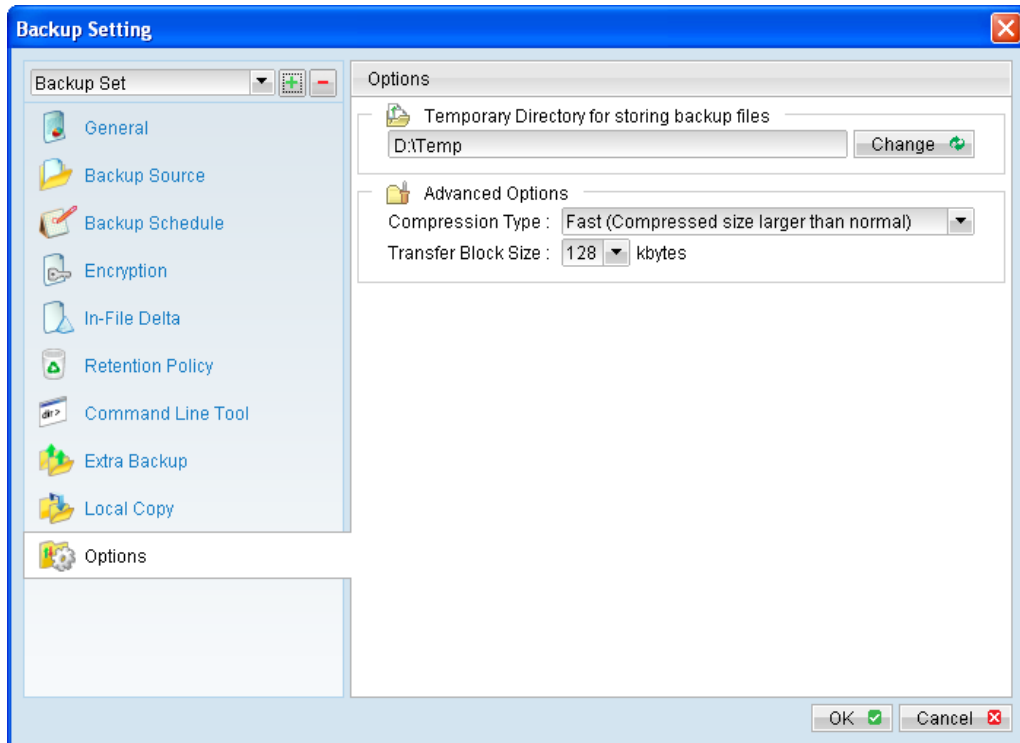 Backup Setting
Backup Set
General
Backup Source
Backup Schedule
Encryption
In-File Delta
Retention Policy
dir>
Command Line Tool
Extra Backup
Local Copy
Options
Options
Temporary Directory for storing backup files
D:\Temp Change
Advanced Options
Compression Type : Fast (Compressed size larger than normal)
Transfer Block Size : 128 kbytes
OK Cancel